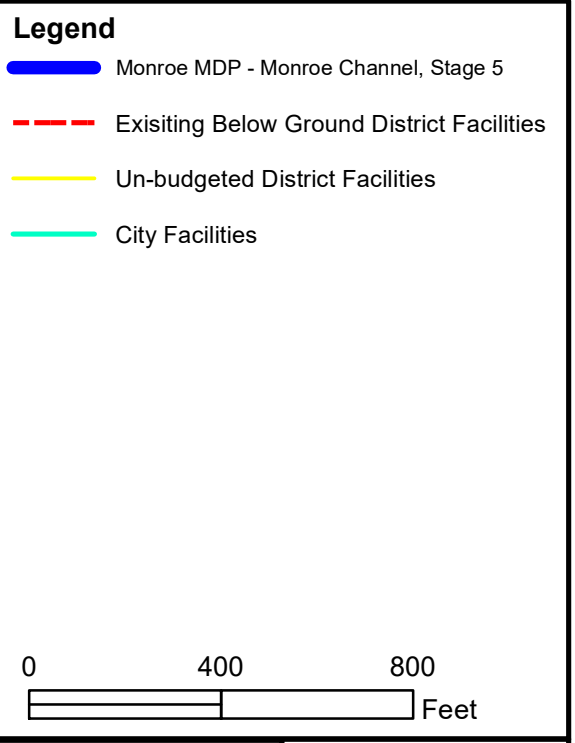 Legend
Monroe MDP - Monroe Channel, Stage 5
Exisiting Below Ground District Facilities
Un-budgeted District Facilities
City Facilities
0 400 800
Feet